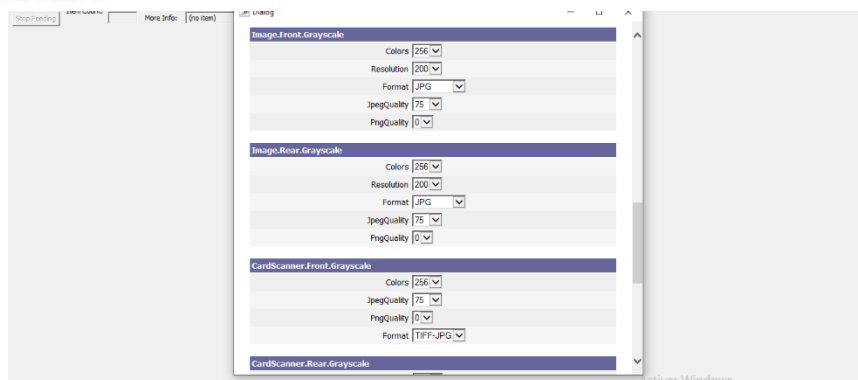 Stop Feeding Item Count: More Info: (no item)
Dialog
Image.Front.Grayscale
Colors 256
Resolution 200
Format JPG
JpegQuality 75
PngQuality 0
Image.Rear.Grayscale
Colors 256
Resolution 200
Format JPG
JpegQuality 75
PngQuality 0
CardScanner.Front.Grayscale
Colors 256
JpegQuality 75
PngQuality 0
Format TIFF-JPG
CardScanner.Rear.Grayscale
Activer Windows